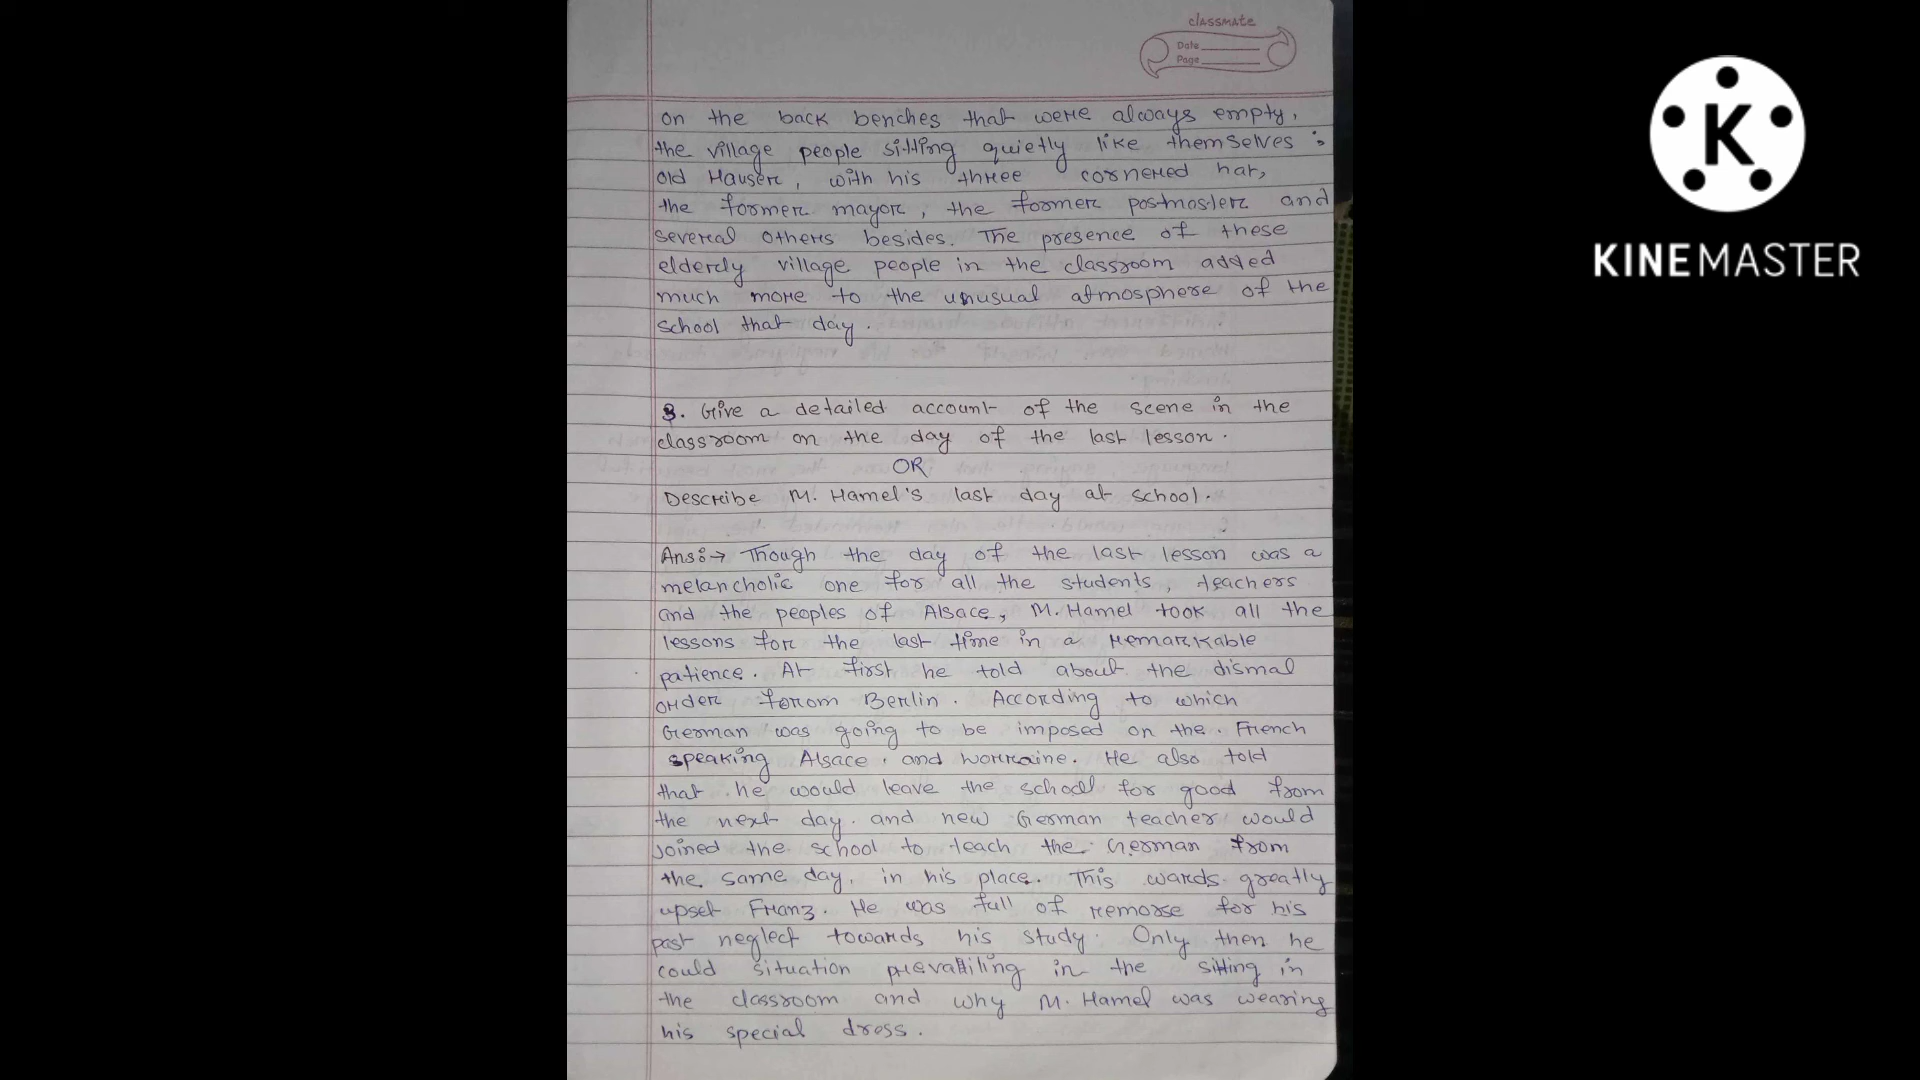 classmate
Date
Page
on the back benches that were always empty,
the village people sitting quietly like themselves :
old Hauser, with his three cornered hat,
the former mayor, the former postmaster and
several others besides. The presence of these
elderly village people in the classroom added
much more to the unusual atmosphere of the
school that day.
3. Give a detailed account of the scene in the
classroom on the day of the last lesson.
OR
Describe M. Hamel's last day at school.
Ans:→ Though the day of the last lesson was a
melancholic one for all the students, teachers
and the peoples of Alsace, M. Hamel took all the
lessons for the last time in a remarkable
patience. At first he told about the dismal
order forom Berlin. According to which
German was going to be imposed on the French
speaking Alsace, and worraine. He also told
that he would leave the school for good from
the next day and new German teacher would
joined the school to teach the German from
the same day, in his place. This wards greatly
upset Franz. He was full of remorse for his
past neglect towards his study. Only then he
could situation prevailing in the sitting in
the classroom and why M. Hamel was wearing
his special dress.
K
KINEMASTER